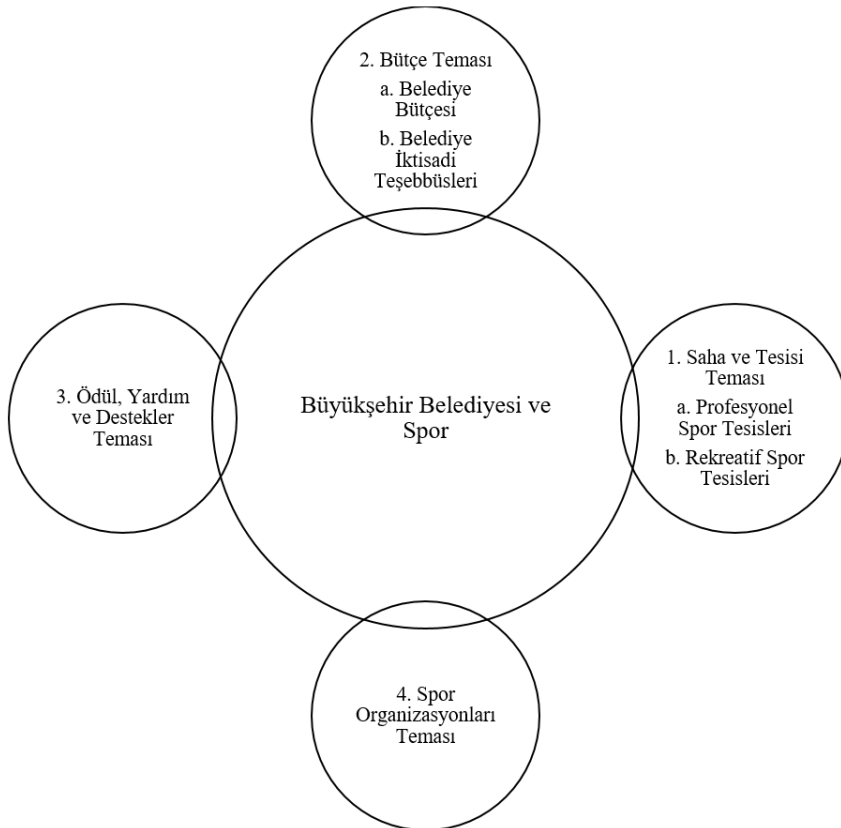 2. Bütçe Teması
a. Belediye
Bütçesi
b. Belediye
İktisadi
Teşebbüsleri
3. Ödül, Yardım
ve Destekler
Teması
Büyükşehir Belediyesi ve
Spor
1. Saha ve Tesisi
Teması
a. Profesyonel
Spor Tesisleri
b. Rekreatif Spor
Tesisleri
4. Spor
Organizasyonları
Teması